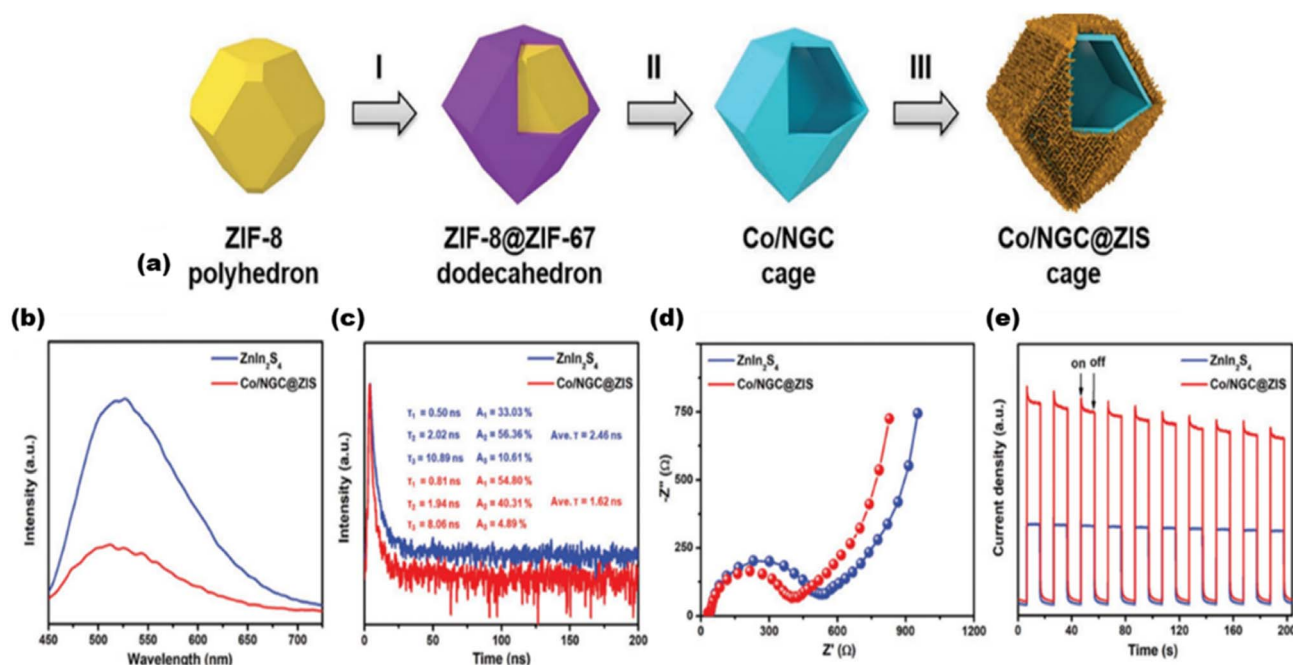 I
II
III
ZIF-8
polyhedron
ZIF-8@ZIF-67
dodecahedron
Co/NGC
cage
Co/NGC@ZIS
cage
(a)
(b)
ZnIn₂S₄
Co/NGC@ZIS
Intensity (a.u.)
450 500 550 600 650 700
Wavelength (nm)
(c)
ZnIn₂S₄
Co/NGC@ZIS
τ₁ = 0.50 ns A₁ = 33.03 %
τ₂ = 2.02 ns A₂ = 56.36 % Ave. τ = 2.46 ns
τ₃ = 10.89 ns A₃ = 10.61 %
τ₁ = 0.81 ns A₁ = 54.80 %
τ₂ = 1.94 ns A₂ = 40.31 % Ave. τ = 1.62 ns
τ₃ = 8.06 ns A₃ = 4.89 %
Intensity (a.u.)
0 50 100 150 200
Time (ns)
(d)
ZnIn₂S₄
Co/NGC@ZIS
-Z'' (Ω)
750
500
250
0
0 300 600 900 1200
Z' (Ω)
(e)
ZnIn₂S₄
Co/NGC@ZIS
on off
Current density (a.u.)
0 40 80 120 160 200
Time (s)